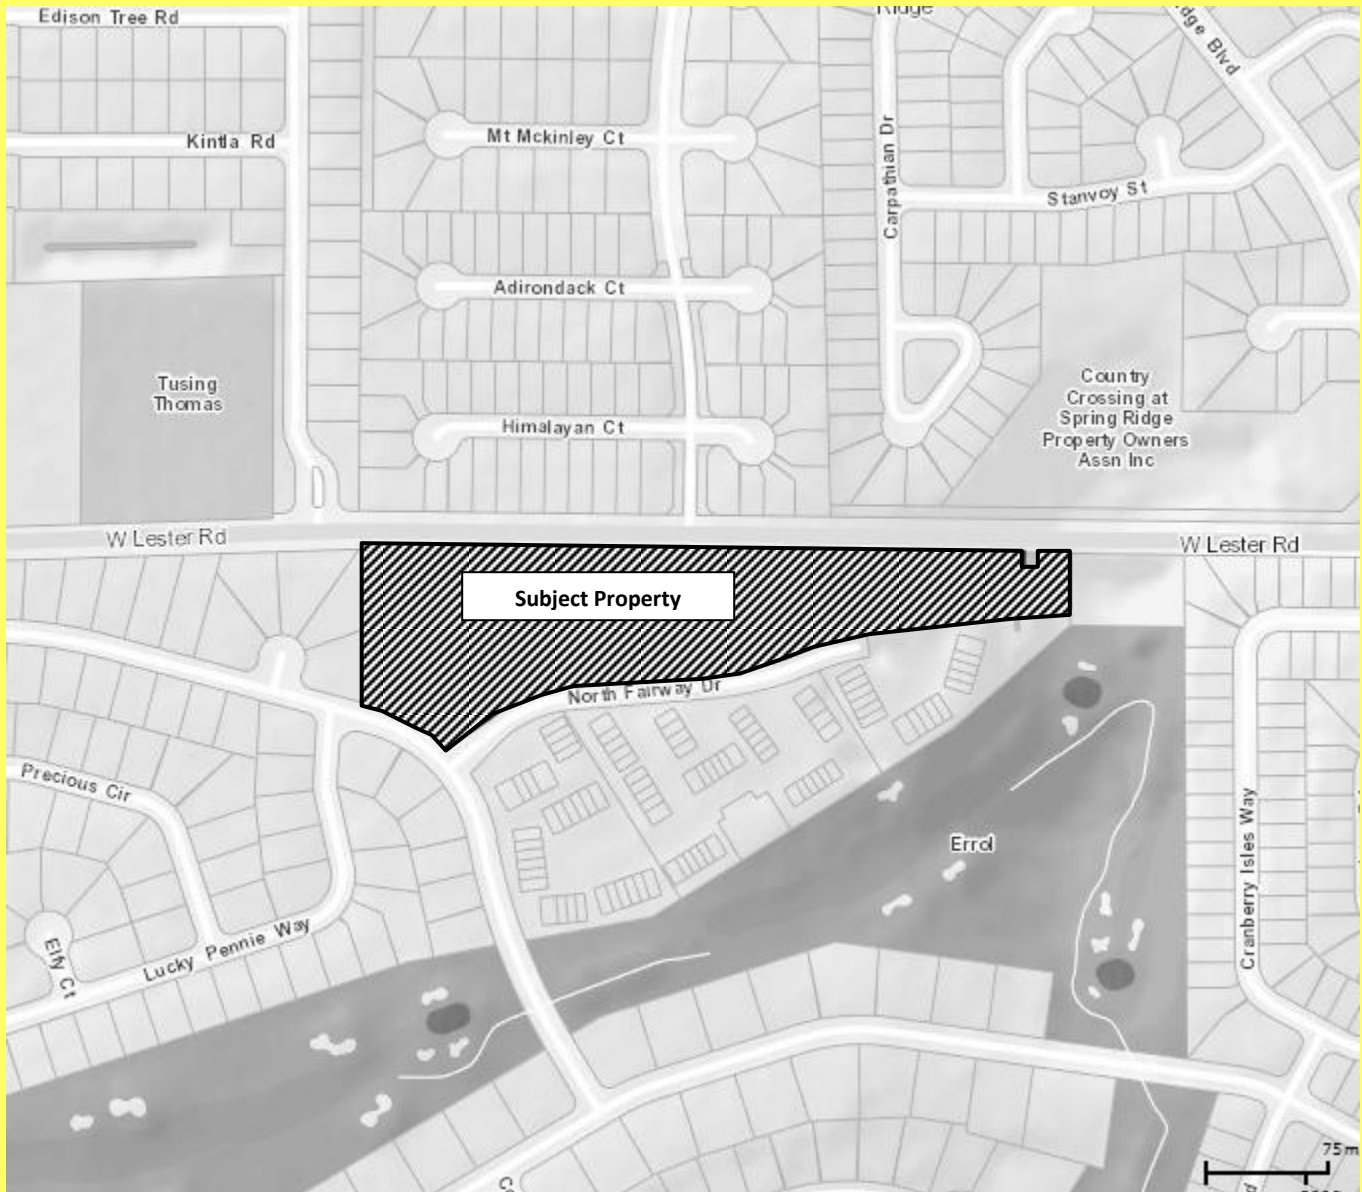 Edison Tree Rd
Ridge
dge Blvd
Kintla Rd
Mt Mckinley Ct
Carpathian Dr
Stanvoy St
Adirondack Ct
Tusing
Thomas
Country
Crossing at
Spring Ridge
Property Owners
Assn Inc
Himalayan Ct
W Lester Rd
W Lester Rd
Subject Property
North Fairway Dr
Precious Cir
Errol
Cranberry Isles Way
Elfy Ct
Lucky Pennie Way
75 m